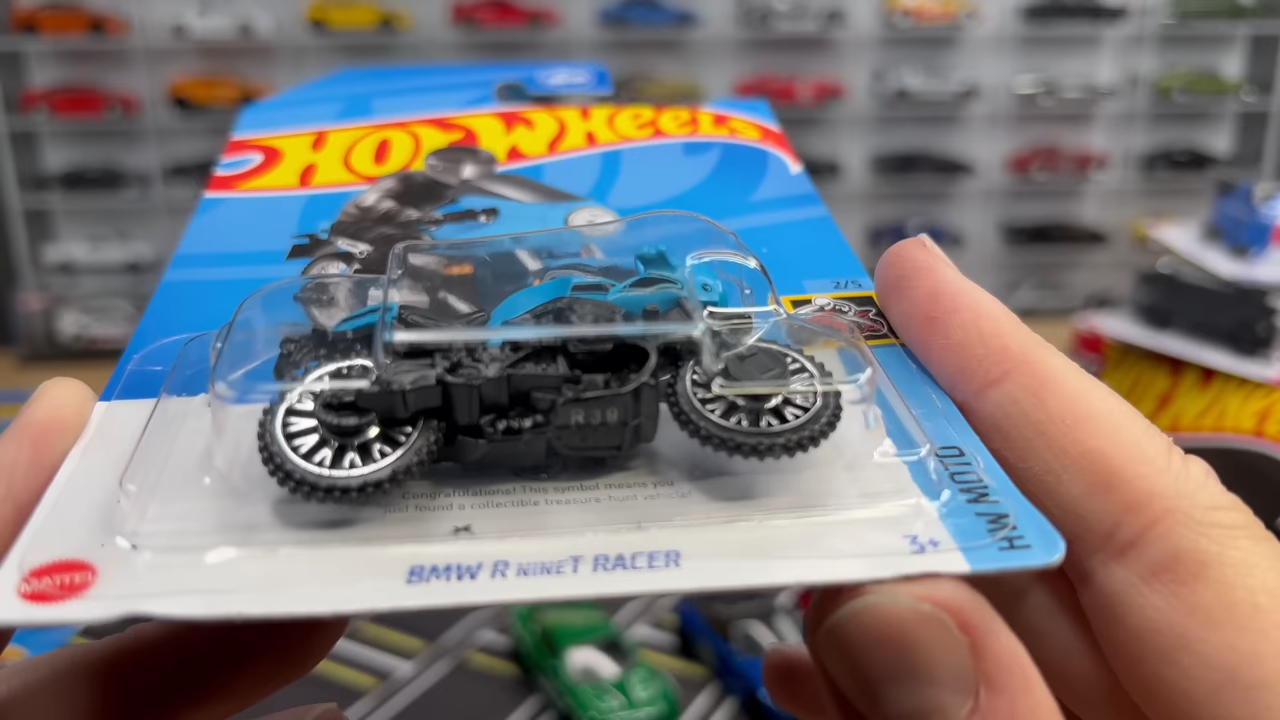 HOT WHEELS
2/5
R 9
Congratulations! This symbol means you
just found a collectible treasure-hunt vehicle!
HW MOTO
3+
BMW R NINET RACER
MATTEL